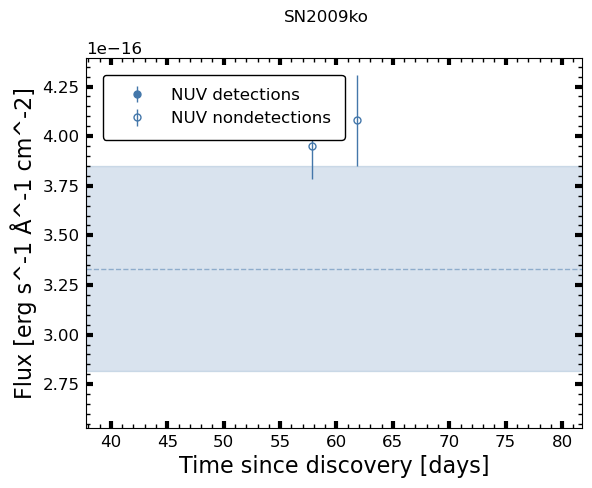 SN2009ko
1e−16
4.25
4.00
3.75
3.50
3.25
3.00
2.75
Flux [erg s^-1 Å^-1 cm^-2]
NUV detections
NUV nondetections
40 45 50 55 60 65 70 75 80
Time since discovery [days]